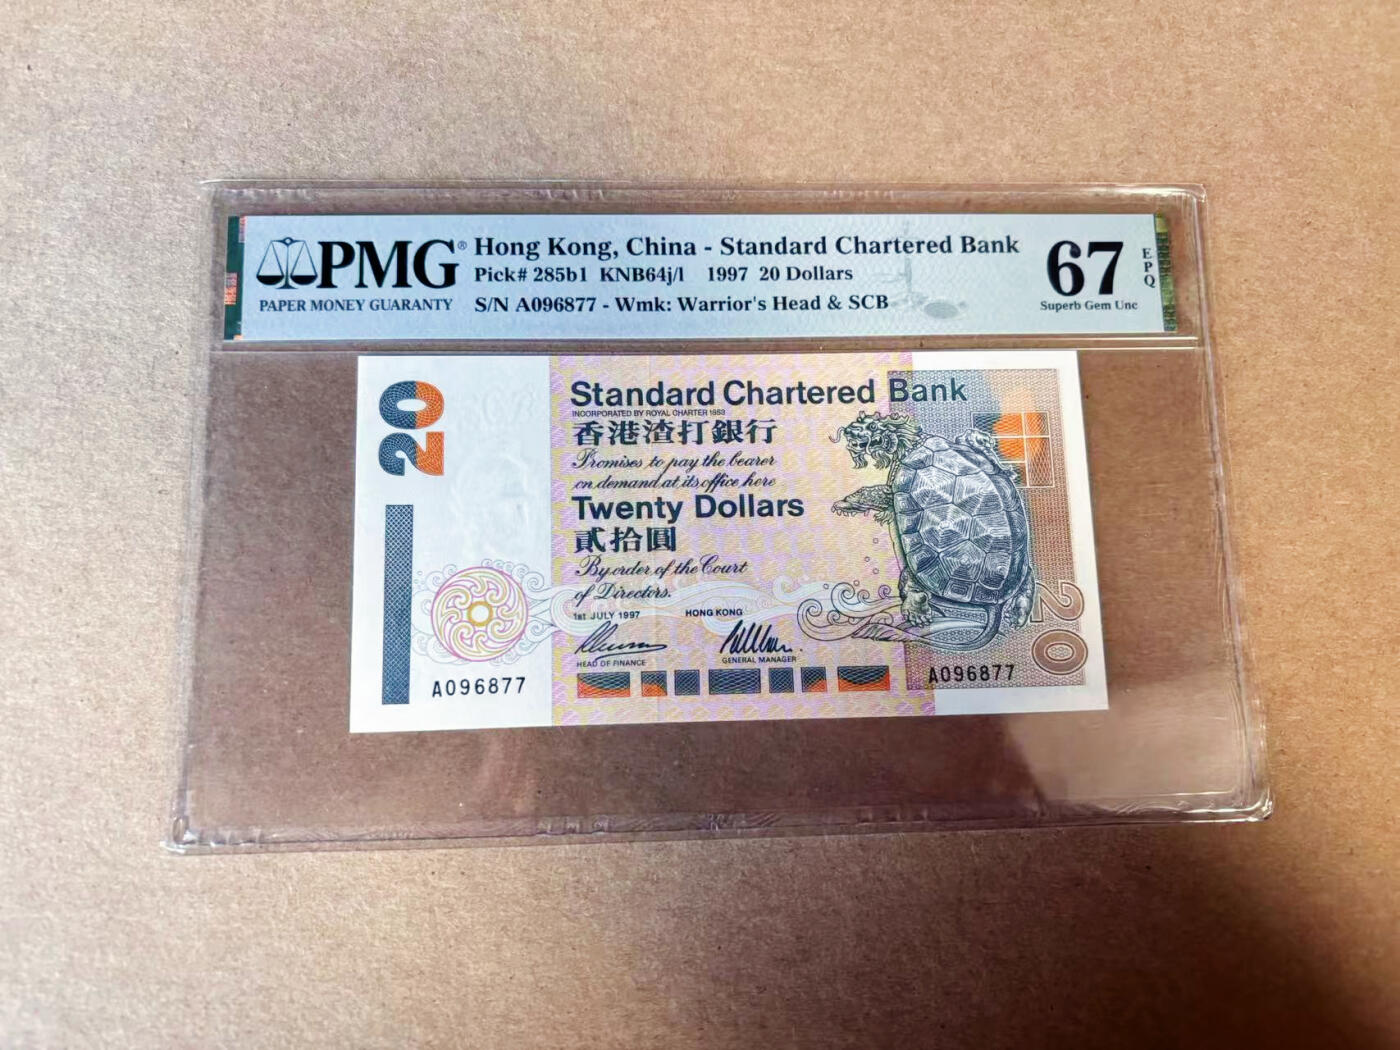 PMG®
PAPER MONEY GUARANTY
Hong Kong, China - Standard Chartered Bank
Pick# 285b1 KNB64j/l 1997 20 Dollars
S/N A096877 - Wmk: Warrior's Head & SCB
67
EPQ
Superb Gem Unc
20
Standard Chartered Bank
INCORPORATED BY ROYAL CHARTER 1853
香港渣打銀行
Promises to pay the bearer
on demand at its office here
Twenty Dollars
貳拾圓
By order of the Court
of Directors.
1st JULY 1997 HONG KONG
HEAD OF FINANCE GENERAL MANAGER
20
A096877
A096877